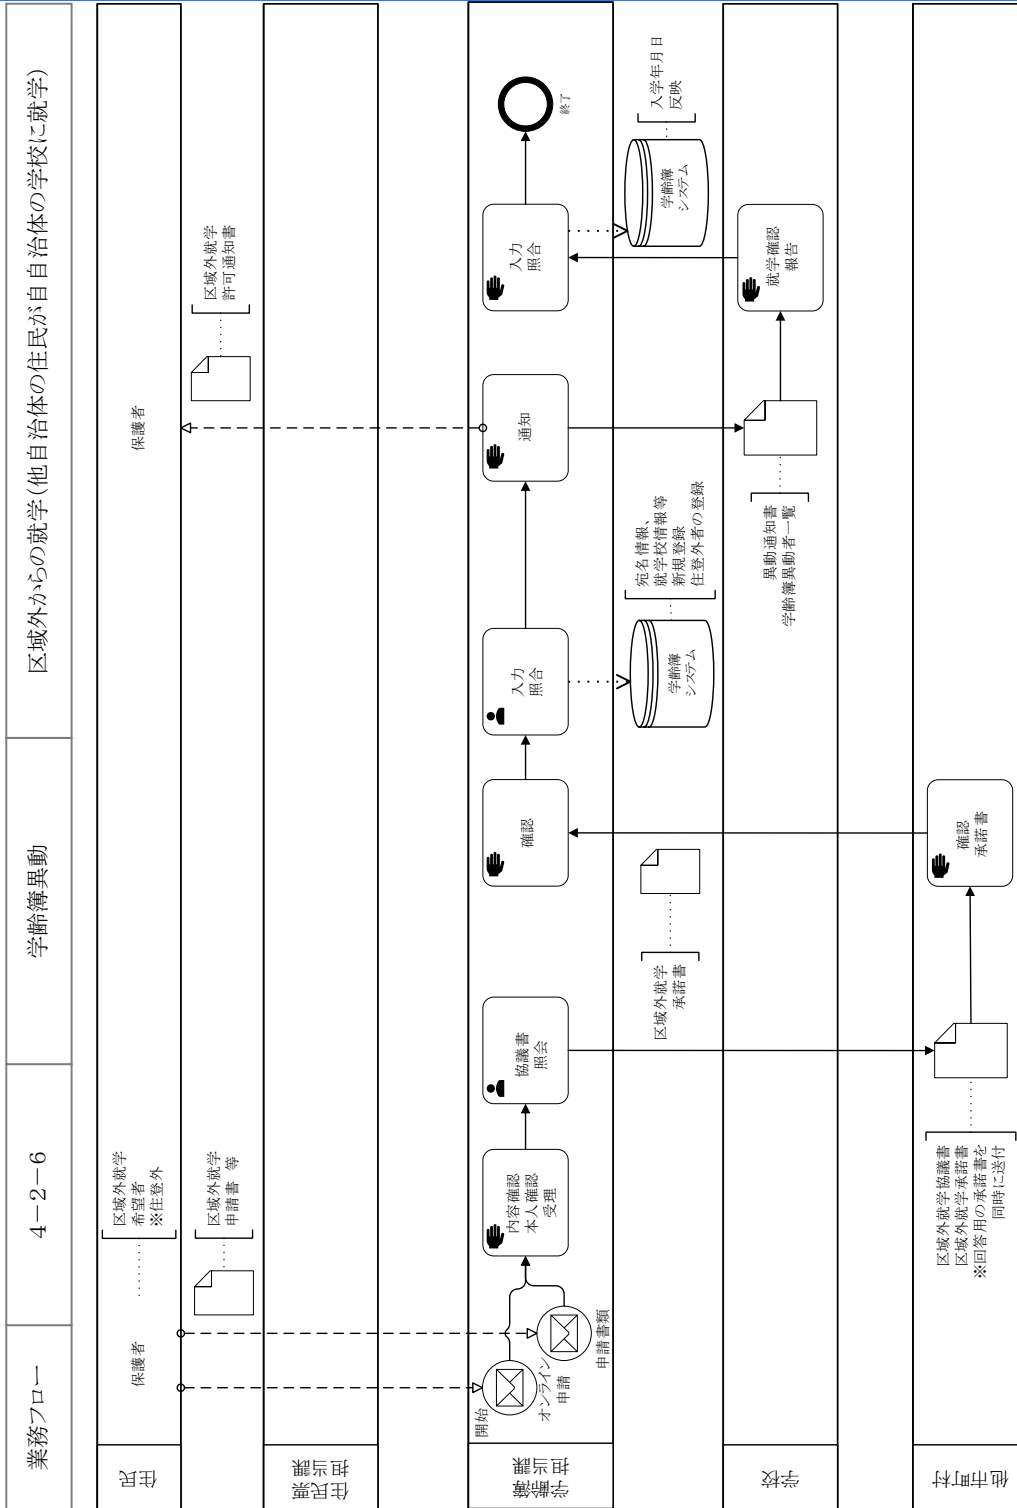 業務フロー
4－2－6
学齢簿異動
区域外からの就学（他自治体の住民が自自治体の学校に就学）
住民
保護者
区域外就学
希望者
※住登外
保護者
区域外就学
申請書 等
区域外就学
許可通知書
住民票
担当課
学齢簿
担当課
開始
オンライン
申請
申請書類
内容確認
本人確認
受理
協議書
照会
確認
入力
照合
通知
入力
照合
終了
区域外就学
承諾書
学齢簿
システム
宛名情報、
就学校情報等
新規登録
住登外者の登録
学齢簿
システム
入学年月日
反映
学校
異動通知書
学齢簿異動者一覧
就学確認
報告
他市町村
区域外就学協議書
区域外就学承諾書
※回答用の承諾書を
同時に送付
確認
承諾書